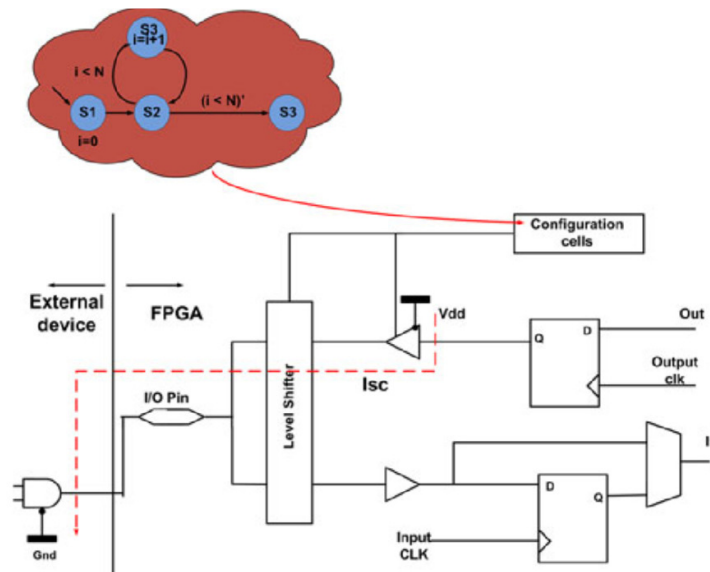 S3
i=i+1
i < N
(i < N)'
S1
S2
S3
i=0
Configuration
cells
External
device
FPGA
Vdd
Out
Q
D
Output
clk
Isc
I/O Pin
Level Shifter
I
D
Q
Input
CLK
Gnd